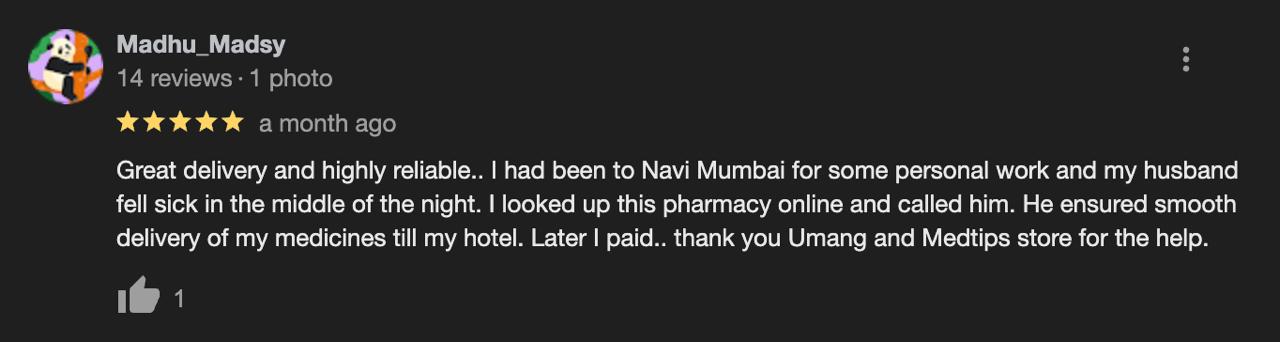 Madhu_Madsy
14 reviews · 1 photo
a month ago
Great delivery and highly reliable.. I had been to Navi Mumbai for some personal work and my husband
fell sick in the middle of the night. I looked up this pharmacy online and called him. He ensured smooth
delivery of my medicines till my hotel. Later I paid.. thank you Umang and Medtips store for the help.
1